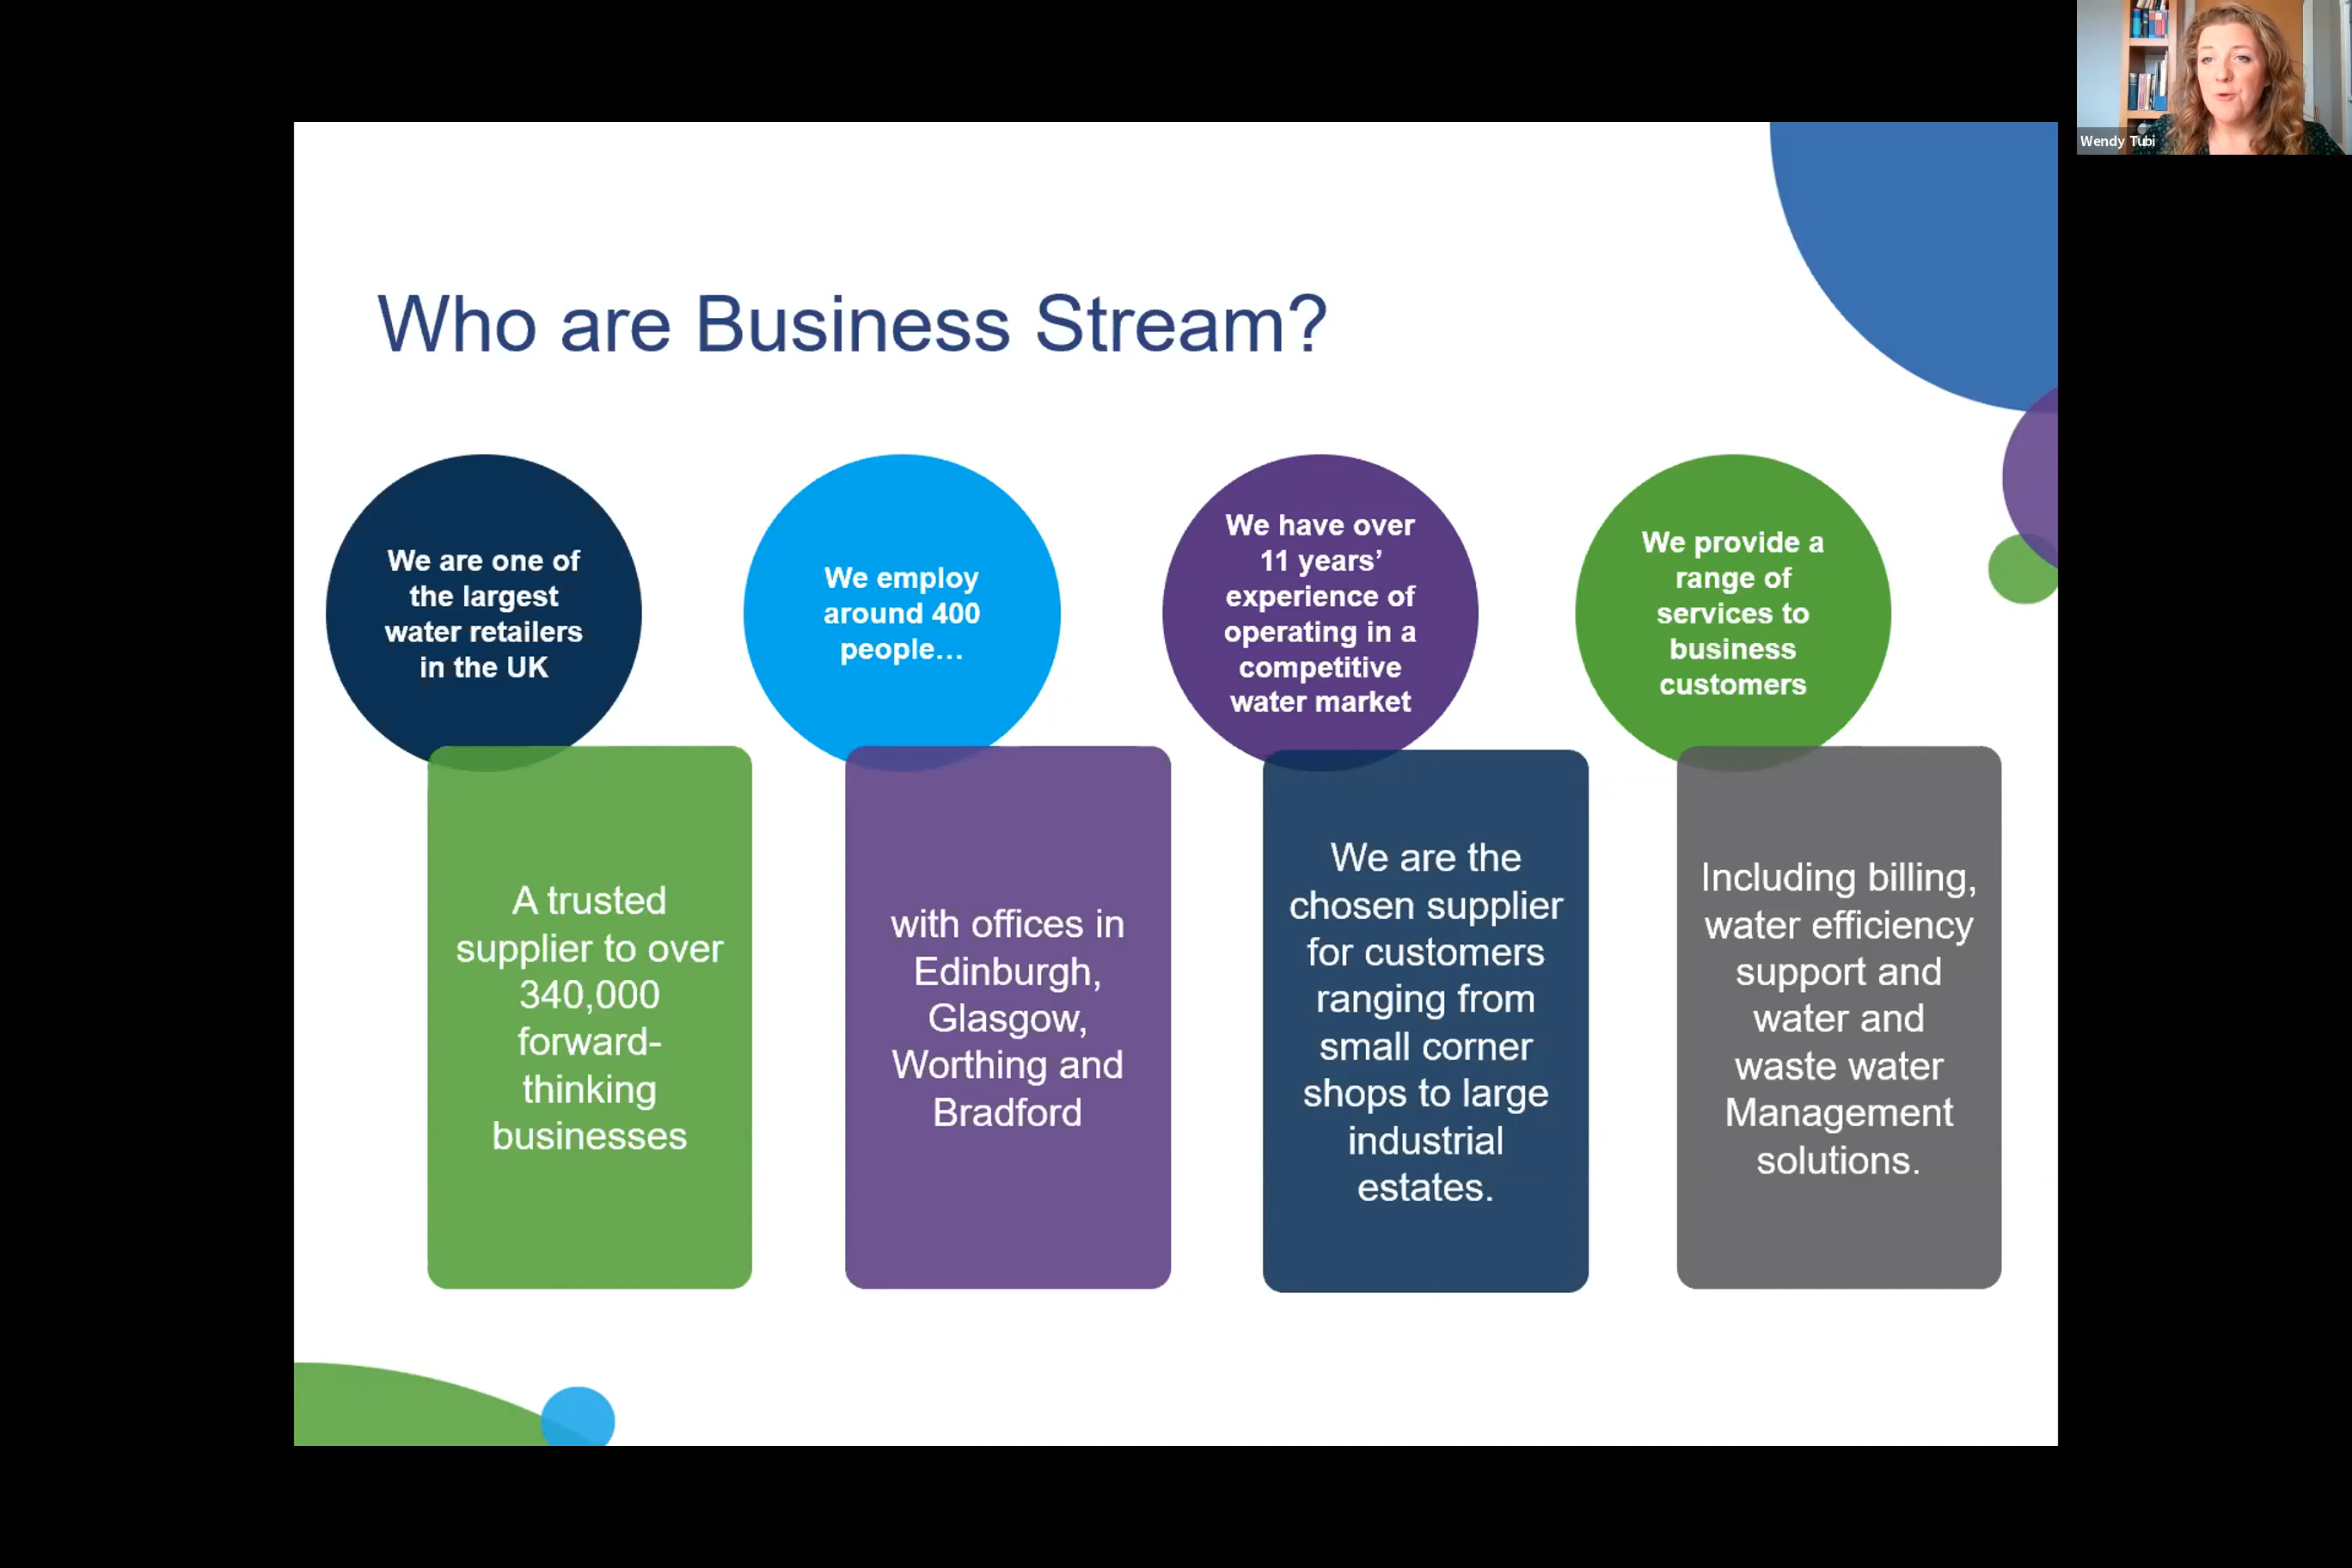 Wendy Tubi
Who are Business Stream?
We are one of
the largest
water retailers
in the UK
A trusted
supplier to over
340,000
forward-
thinking
businesses
We employ
around 400
people…
with offices in
Edinburgh,
Glasgow,
Worthing and
Bradford
We have over
11 years’
experience of
operating in a
competitive
water market
We are the
chosen supplier
for customers
ranging from
small corner
shops to large
industrial
estates.
We provide a
range of
services to
business
customers
Including billing,
water efficiency
support and
water and
waste water
Management
solutions.